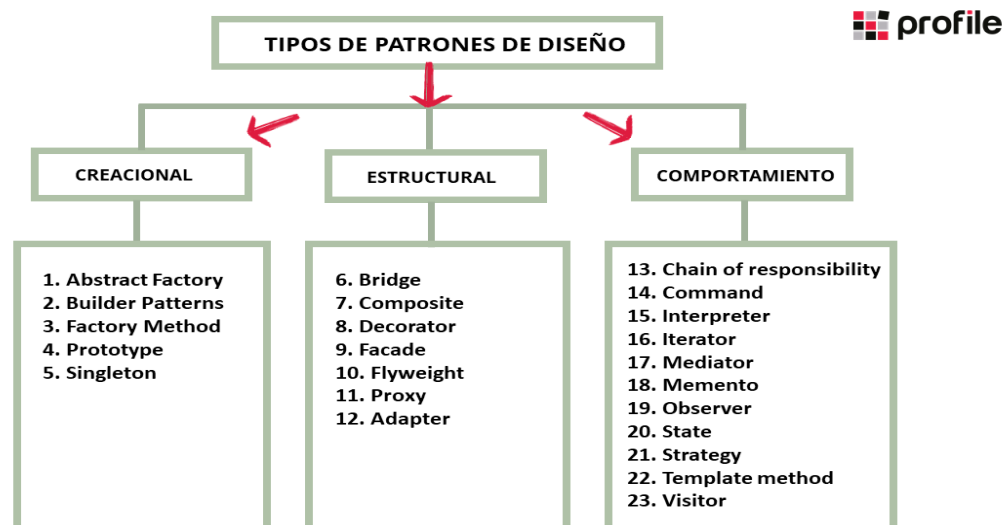 profile
TIPOS DE PATRONES DE DISEÑO
CREACIONAL
1. Abstract Factory
2. Builder Patterns
3. Factory Method
4. Prototype
5. Singleton
ESTRUCTURAL
6. Bridge
7. Composite
8. Decorator
9. Facade
10. Flyweight
11. Proxy
12. Adapter
COMPORTAMIENTO
13. Chain of responsibility
14. Command
15. Interpreter
16. Iterator
17. Mediator
18. Memento
19. Observer
20. State
21. Strategy
22. Template method
23. Visitor